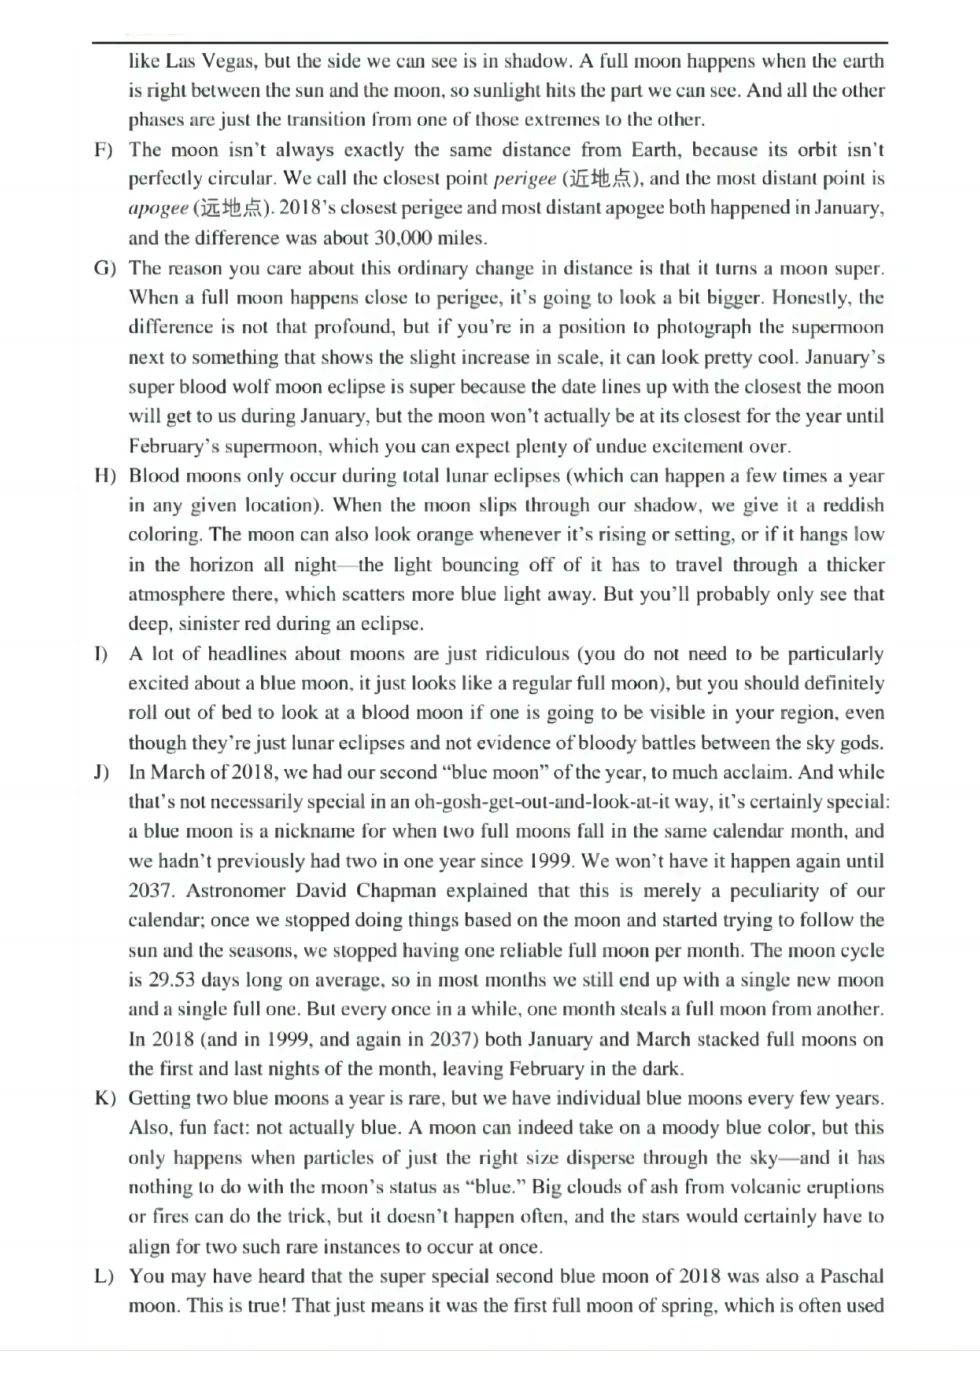 like Las Vegas, but the side we can see is in shadow. A full moon happens when the earth
is right between the sun and the moon, so sunlight hits the part we can see. And all the other
phases are just the transition from one of those extremes to the other.
F) The moon isn't always exactly the same distance from Earth, because its orbit isn't
perfectly circular. We call the closest point perigee (近地点), and the most distant point is
apogee (远地点). 2018's closest perigee and most distant apogee both happened in January,
and the difference was about 30,000 miles.
G) The reason you care about this ordinary change in distance is that it turns a moon super.
When a full moon happens close to perigee, it's going to look a bit bigger. Honestly, the
difference is not that profound, but if you're in a position to photograph the supermoon
next to something that shows the slight increase in scale, it can look pretty cool. January's
super blood wolf moon eclipse is super because the date lines up with the closest the moon
will get to us during January, but the moon won't actually be at its closest for the year until
February's supermoon, which you can expect plenty of undue excitement over.
H) Blood moons only occur during total lunar eclipses (which can happen a few times a year
in any given location). When the moon slips through our shadow, we give it a reddish
coloring. The moon can also look orange whenever it's rising or setting, or if it hangs low
in the horizon all night—the light bouncing off of it has to travel through a thicker
atmosphere there, which scatters more blue light away. But you'll probably only see that
deep, sinister red during an eclipse.
I) A lot of headlines about moons are just ridiculous (you do not need to be particularly
excited about a blue moon, it just looks like a regular full moon), but you should definitely
roll out of bed to look at a blood moon if one is going to be visible in your region, even
though they're just lunar eclipses and not evidence of bloody battles between the sky gods.
J) In March of 2018, we had our second “blue moon” of the year, to much acclaim. And while
that's not necessarily special in an oh-gosh-get-out-and-look-at-it way, it's certainly special:
a blue moon is a nickname for when two full moons fall in the same calendar month, and
we hadn't previously had two in one year since 1999. We won't have it happen again until
2037. Astronomer David Chapman explained that this is merely a peculiarity of our
calendar; once we stopped doing things based on the moon and started trying to follow the
sun and the seasons, we stopped having one reliable full moon per month. The moon cycle
is 29.53 days long on average, so in most months we still end up with a single new moon
and a single full one. But every once in a while, one month steals a full moon from another.
In 2018 (and in 1999, and again in 2037) both January and March stacked full moons on
the first and last nights of the month, leaving February in the dark.
K) Getting two blue moons a year is rare, but we have individual blue moons every few years.
Also, fun fact: not actually blue. A moon can indeed take on a moody blue color, but this
only happens when particles of just the right size disperse through the sky—and it has
nothing to do with the moon's status as “blue.” Big clouds of ash from volcanic eruptions
or fires can do the trick, but it doesn't happen often, and the stars would certainly have to
align for two such rare instances to occur at once.
L) You may have heard that the super special second blue moon of 2018 was also a Paschal
moon. This is true! That just means it was the first full moon of spring, which is often used